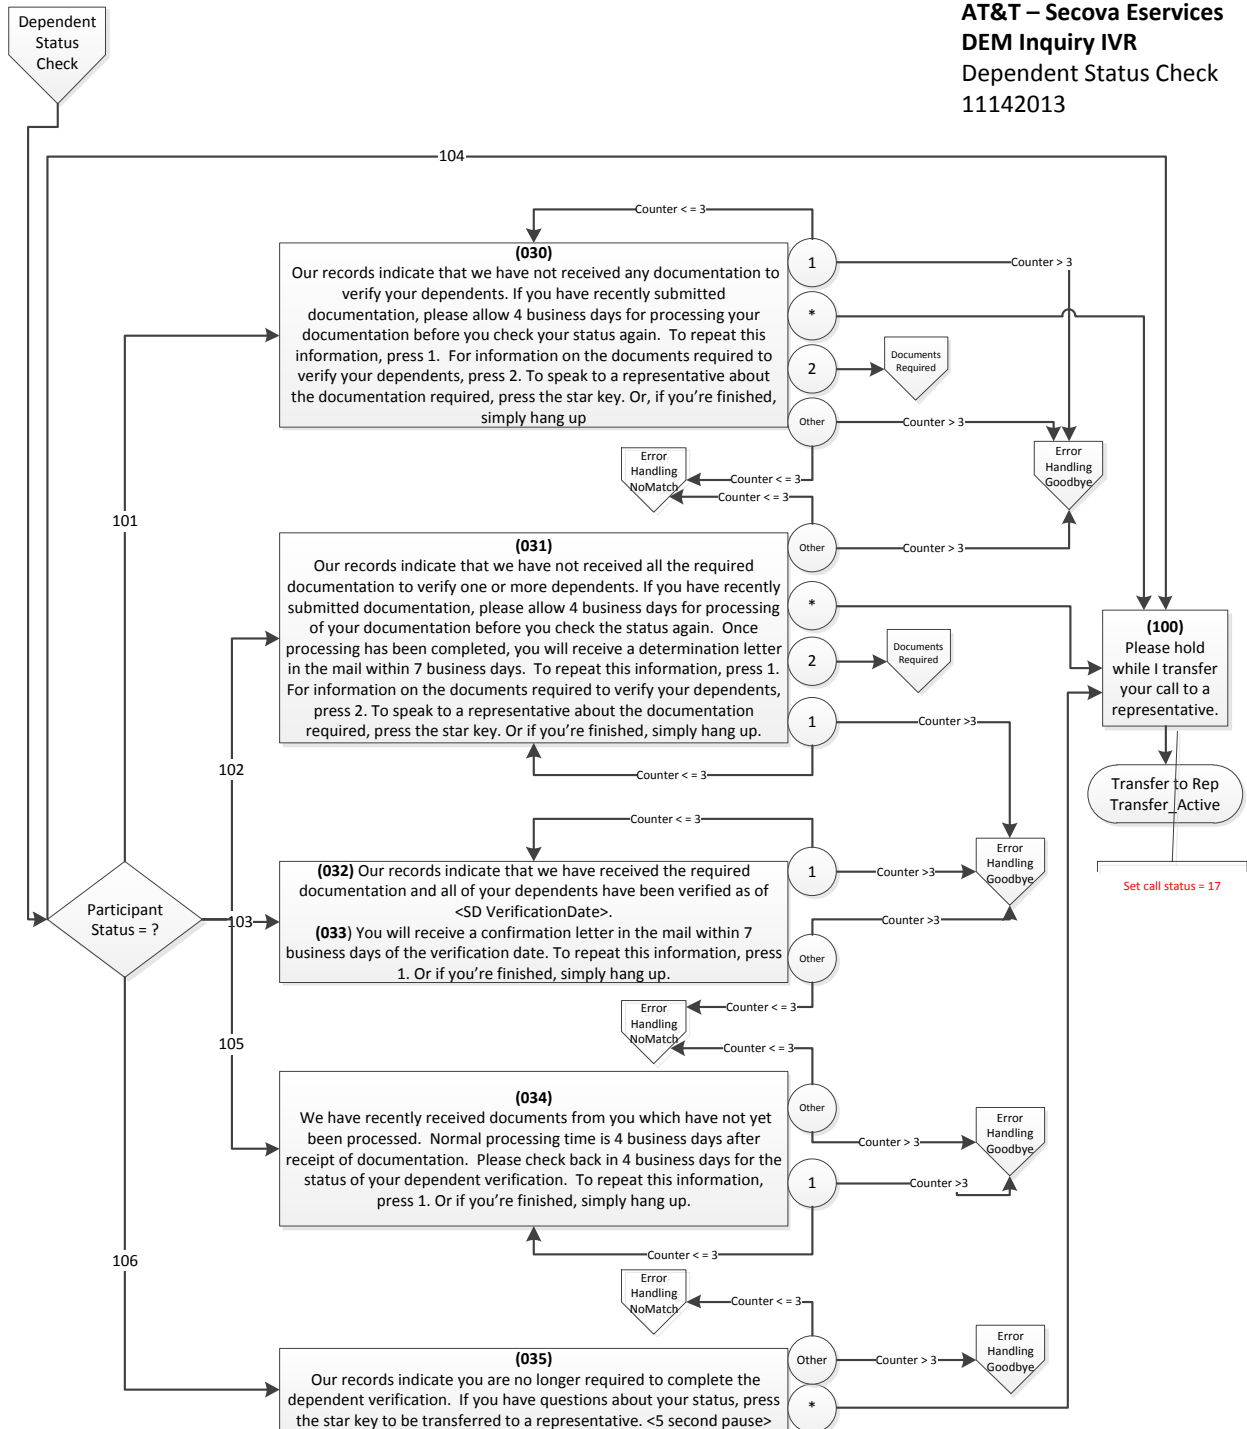 Dependent
Status
Check
AT&T – Secova Eservices
DEM Inquiry IVR
Dependent Status Check
11142013
104
Counter < = 3
(030)
Our records indicate that we have not received any documentation to
verify your dependents. If you have recently submitted
documentation, please allow 4 business days for processing your
documentation before you check your status again.  To repeat this
information, press 1.  For information on the documents required to
verify your dependents, press 2. To speak to a representative about
the documentation required, press the star key. Or, if you’re finished,
simply hang up
1
Counter > 3
*
2
Documents
Required
Other
Counter > 3
Error
Handling
Goodbye
Error
Handling
NoMatch
Counter < = 3
Counter < = 3
101
(031)
Our records indicate that we have not received all the required
documentation to verify one or more dependents. If you have recently
submitted documentation, please allow 4 business days for processing
of your documentation before you check the status again.  Once
processing has been completed, you will receive a determination letter
in the mail within 7 business days.  To repeat this information, press 1.
For information on the documents required to verify your dependents,
press 2. To speak to a representative about the documentation
required, press the star key. Or if you’re finished, simply hang up.
Other
Counter > 3
*
2
Documents
Required
1
Counter >3
Counter < = 3
(100)
Please hold
while I transfer
your call to a
representative.
Transfer to Rep
Transfer_Active
Set call status = 17
102
Counter < = 3
(032) Our records indicate that we have received the required
documentation and all of your dependents have been verified as of
<SD VerificationDate>.
(033) You will receive a confirmation letter in the mail within 7
business days of the verification date. To repeat this information, press
1. Or if you’re finished, simply hang up.
1
Counter >3
Error
Handling
Goodbye
Counter >3
Other
Participant
Status = ?
103
Error
Handling
NoMatch
Counter < = 3
Counter < = 3
105
(034)
We have recently received documents from you which have not yet
been processed.  Normal processing time is 4 business days after
receipt of documentation.  Please check back in 4 business days for the
status of your dependent verification.  To repeat this information,
press 1. Or if you’re finished, simply hang up.
Other
Counter > 3
Error
Handling
Goodbye
1
Counter >3
Counter < = 3
106
Error
Handling
NoMatch
Counter < = 3
(035)
Our records indicate you are no longer required to complete the
dependent verification.  If you have questions about your status, press
the star key to be transferred to a representative. <5 second pause>
Other
Counter > 3
Error
Handling
Goodbye
*